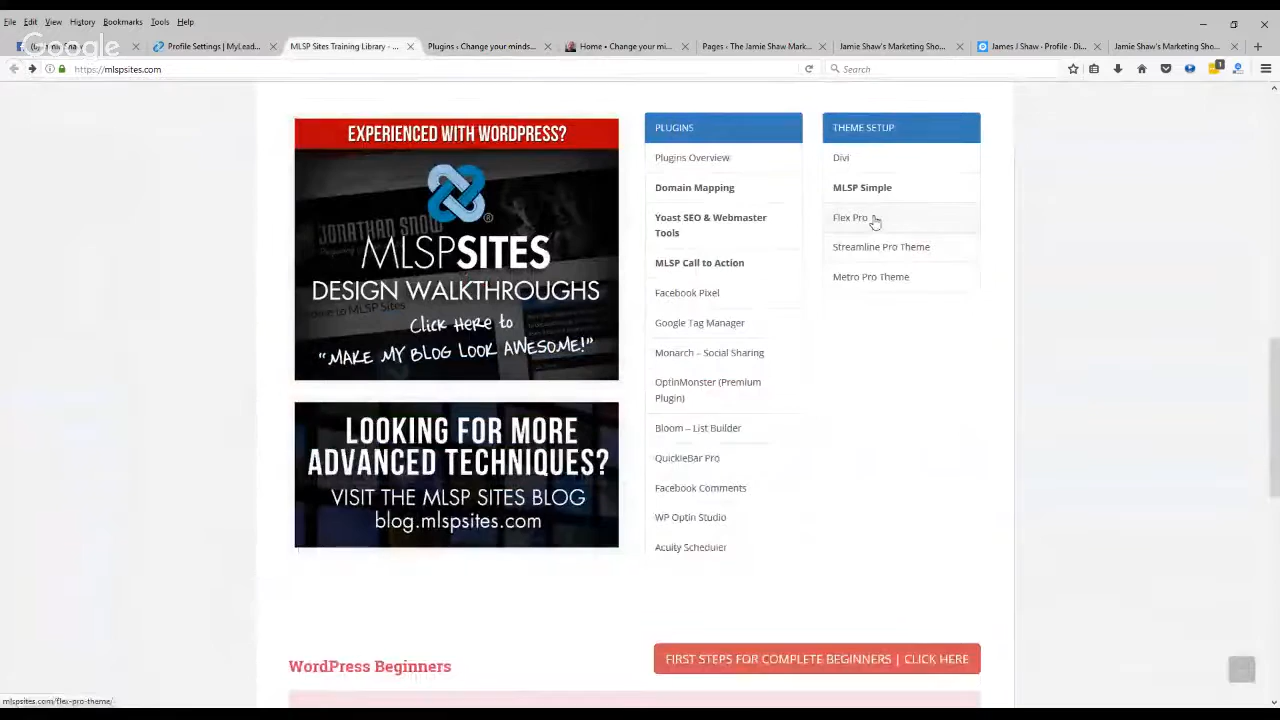 File Edit View History Bookmarks Tools Help
Google
Profile Settings | MyLead... × MLSP Sites Training Library - ... × Plugins ‹ Change your minds... × Home • Change your mi... × Pages ‹ The Jamie Shaw Mark... × Jamie Shaw's Marketing Sho... × James J Shaw - Profile - Di... × Jamie Shaw's Marketing Sho... ×
https://mlspsites.com Search 1
EXPERIENCED WITH WORDPRESS?
JONATHAN SNOW
MLSPSITES®
DESIGN WALKTHROUGHS
Click Here to
"MAKE MY BLOG LOOK AWESOME!"
LOOKING FOR MORE
ADVANCED TECHNIQUES?
VISIT THE MLSP SITES BLOG
blog.mlspsites.com
PLUGINS
Plugins Overview
Domain Mapping
Yoast SEO & Webmaster
Tools
MLSP Call to Action
Facebook Pixel
Google Tag Manager
Monarch – Social Sharing
OptinMonster (Premium
Plugin)
Bloom – List Builder
QuickieBar Pro
Facebook Comments
WP Optin Studio
Acuity Scheduler
THEME SETUP
Divi
MLSP Simple
Flex Pro
Streamline Pro Theme
Metro Pro Theme
WordPress Beginners
FIRST STEPS FOR COMPLETE BEGINNERS | CLICK HERE
mlspsites.com/flex-pro-theme/